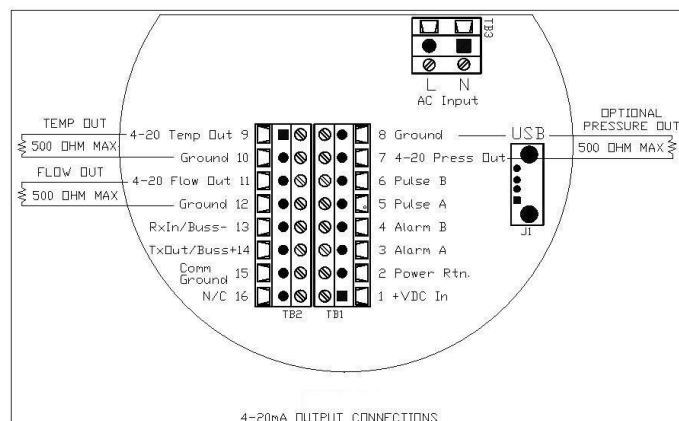 TB3
L N
AC Input
TEMP OUT
500 OHM MAX
FLOW OUT
500 OHM MAX
4-20 Temp Out 9
Ground 10
4-20 Flow Out 11
Ground 12
RxIn/Buss- 13
TxOut/Buss+14
Comm
Ground 15
N/C 16
TB2 TB1
8 Ground
7 4-20 Press Out
6 Pulse B
5 Pulse A
4 Alarm B
3 Alarm A
2 Power Rtn.
1 +VDC In
USB
J1
OPTIONAL
PRESSURE OUT
500 OHM MAX
4-20mA OUTPUT CONNECTIONS